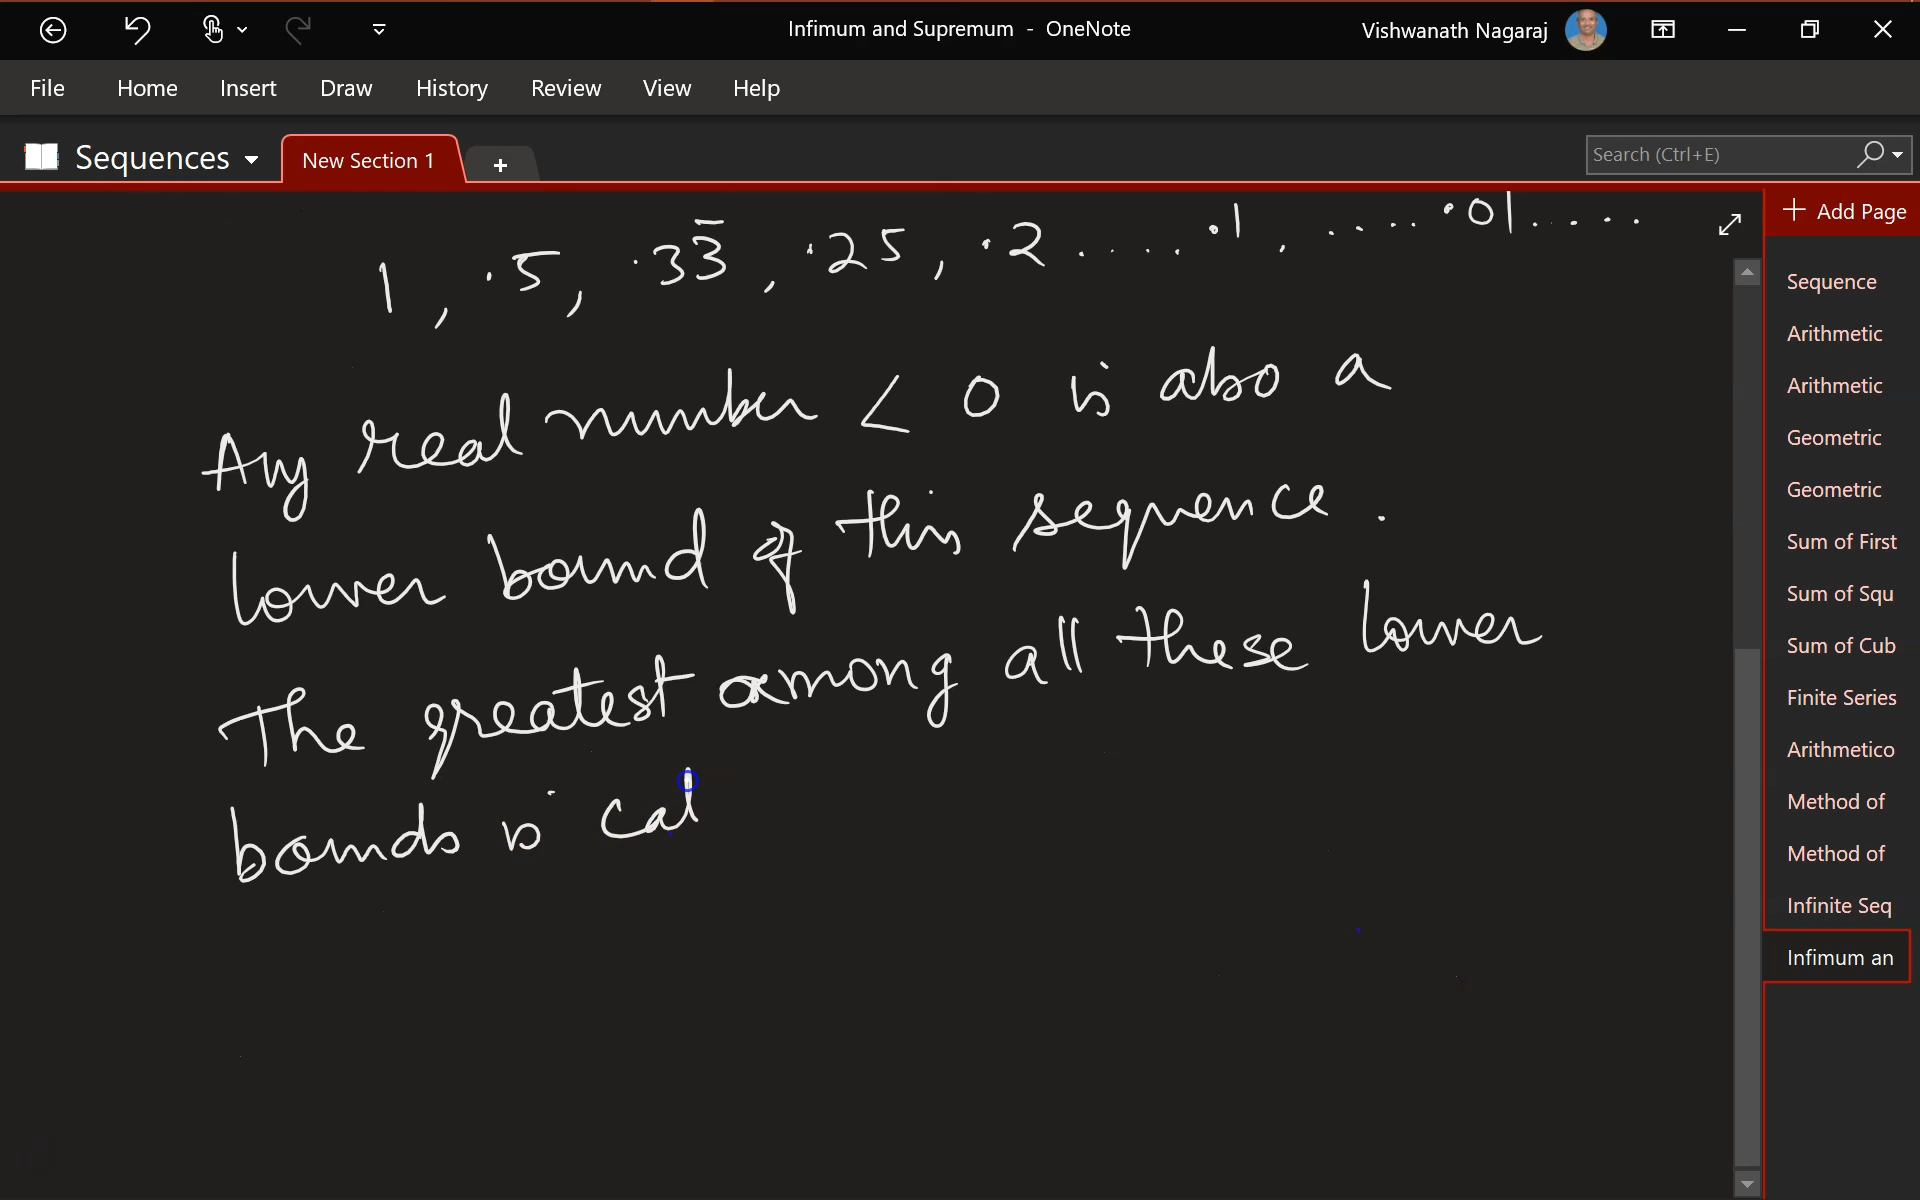 Infimum and Supremum - OneNote
Vishwanath Nagaraj
File Home Insert Draw History Review View Help
Sequences
New Section 1
+
Search (Ctrl+E)
Add Page
Sequence
Arithmetic
Arithmetic
Geometric
Geometric
Sum of First
Sum of Squ
Sum of Cub
Finite Series
Arithmetico
Method of
Method of
Infinite Seq
Infimum an
1, .5, .33̅, .25, .2 .... .1, .... .01 ....
Any real number < 0 is also a
lower bound of this sequence.
The greatest among all these lower
bounds is cal